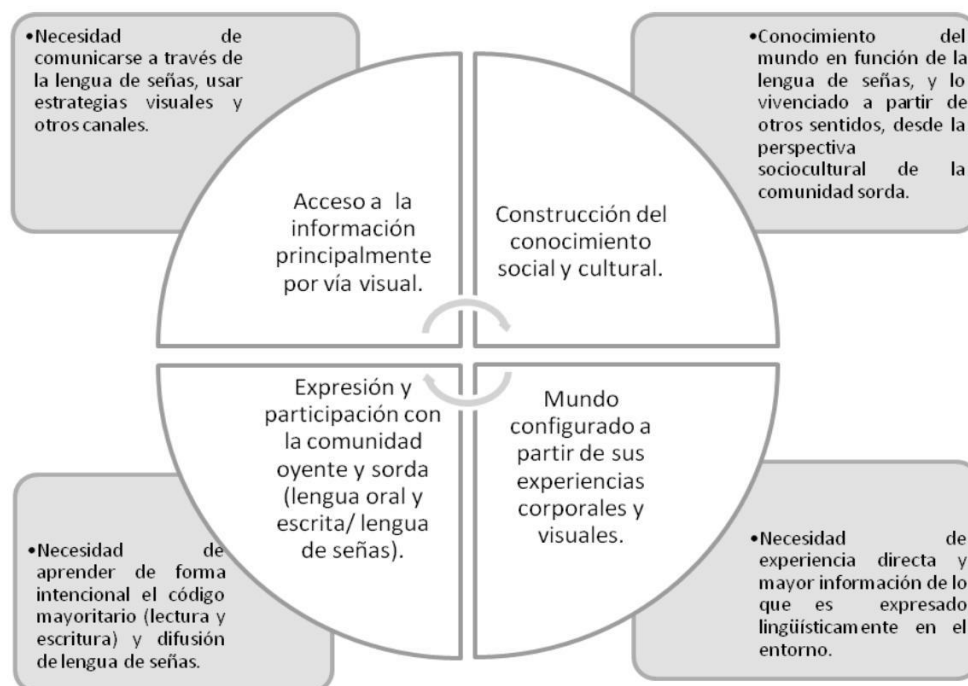 •Necesidad de
comunicarse a través de
la lengua de señas, usar
estrategias visuales y
otros canales.
Acceso a la
información
principalmente
por vía visual.
•Conocimiento del
mundo en función de la
lengua de señas, y lo
vivenciado a partir de
otros sentidos, desde la
perspectiva
sociocultural de la
comunidad sorda.
Construcción del
conocimiento
social y cultural.
Expresión y
participación con
la comunidad
oyente y sorda
(lengua oral y
escrita/ lengua
de señas).
•Necesidad de
aprender de forma
intencional el código
mayoritario (lectura y
escritura) y difusión
de lengua de señas.
Mundo
configurado a
partir de sus
experiencias
corporales y
visuales.
•Necesidad de
experiencia directa y
mayor información de lo
que es expresado
lingüísticamente en el
entorno.